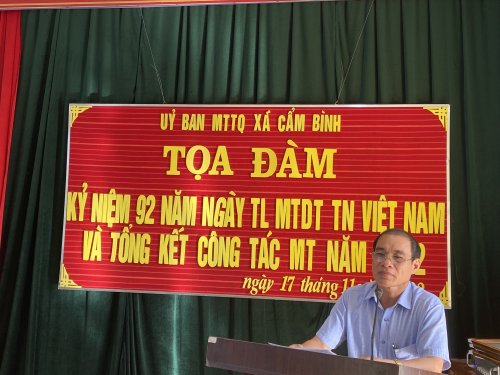 UỶ BAN MTTQ XÃ CẨM BÌNH
TỌA ĐÀM
KỶ NIỆM 92 NĂM NGÀY TL MTDT TN VIỆT NAM
VÀ TỔNG KẾT CÔNG TÁC MT NĂM
ngày 17 tháng